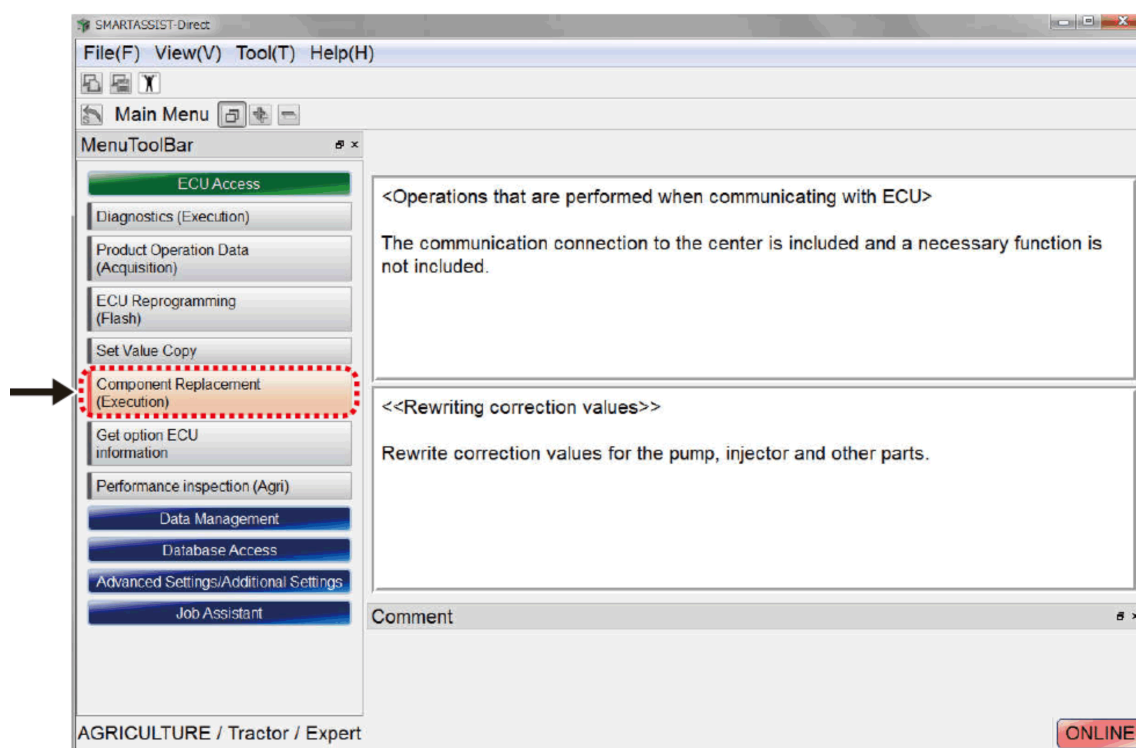 SMARTASSIST-Direct
File(F) View(V) Tool(T) Help(H)
Main Menu
MenuToolBar
ECU Access
Diagnostics (Execution)
Product Operation Data
(Acquisition)
ECU Reprogramming
(Flash)
Set Value Copy
Component Replacement
(Execution)
Get option ECU
information
Performance inspection (Agri)
Data Management
Database Access
Advanced Settings/Additional Settings
Job Assistant
<Operations that are performed when communicating with ECU>
The communication connection to the center is included and a necessary function is
not included.
<<Rewriting correction values>>
Rewrite correction values for the pump, injector and other parts.
Comment
AGRICULTURE / Tractor / Expert
ONLINE